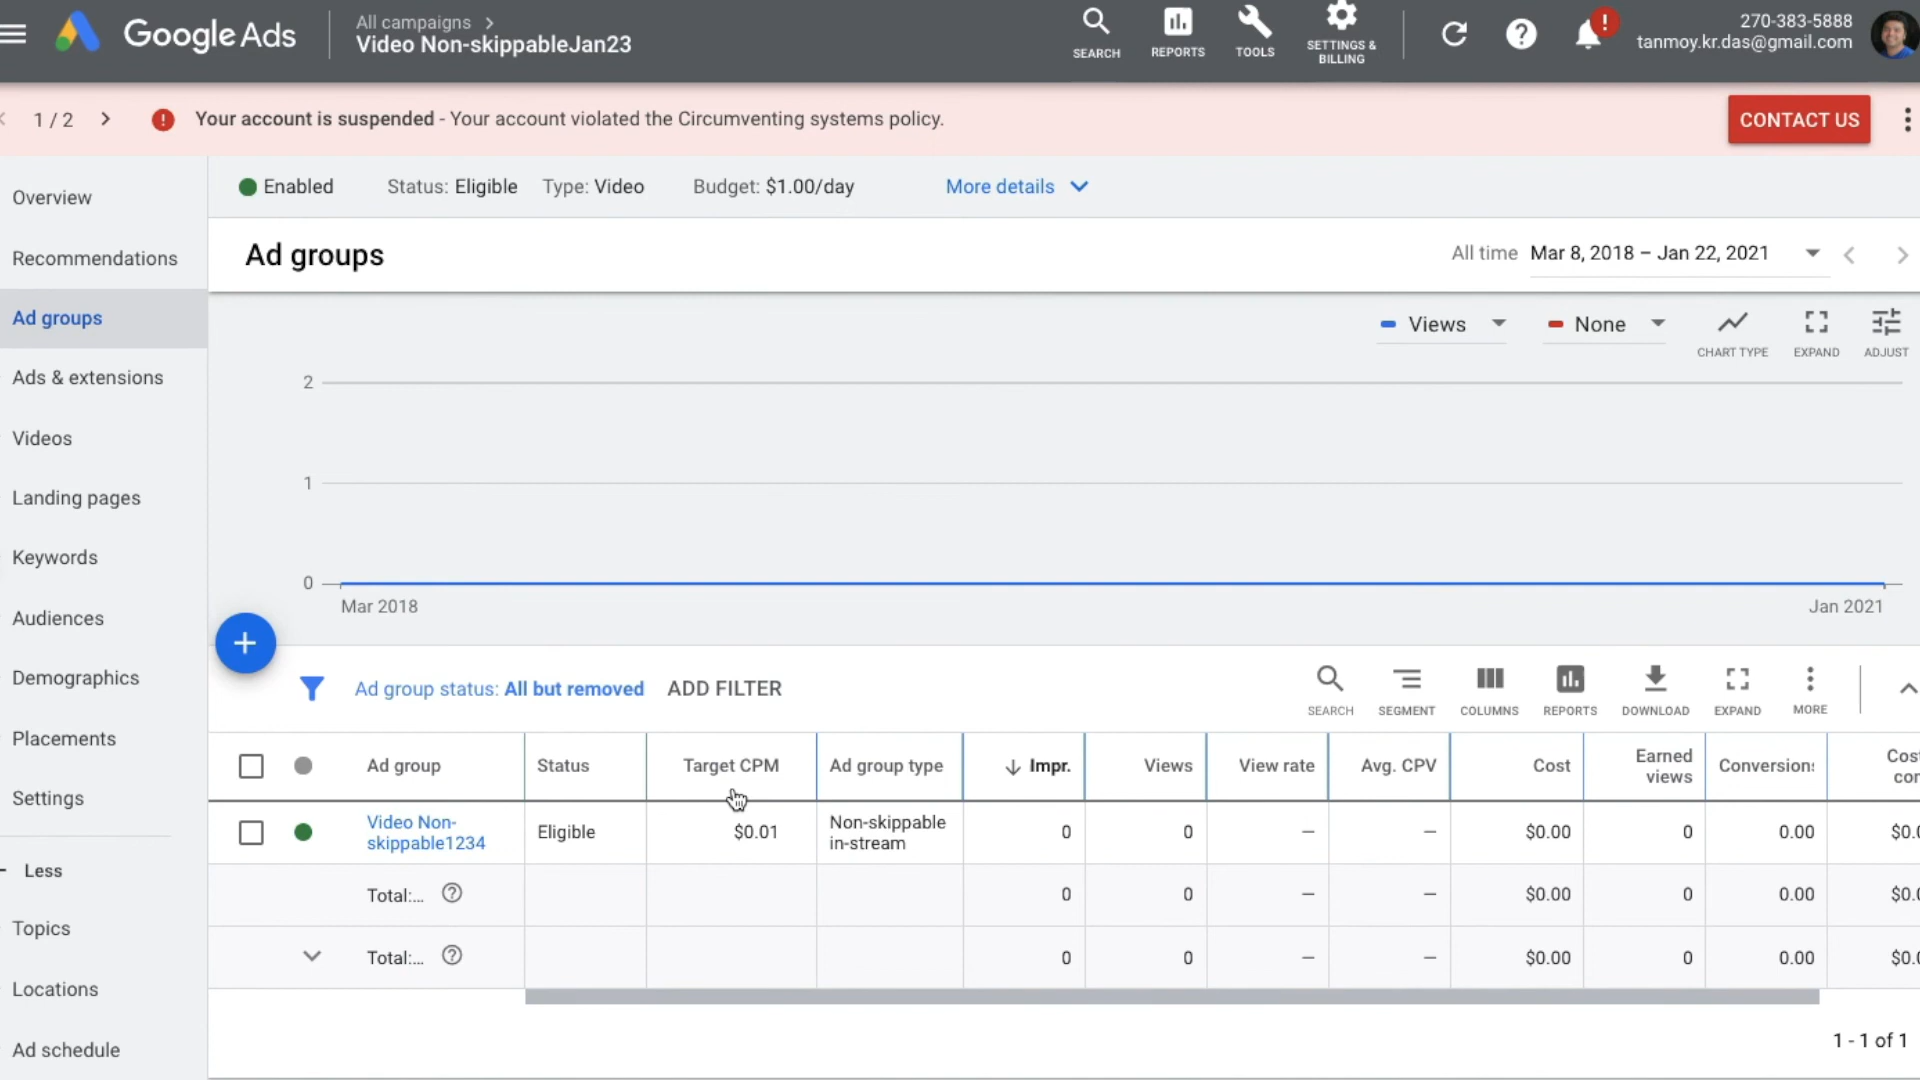 Google Ads
All campaigns >
Video Non-skippableJan23
SEARCH
REPORTS
TOOLS
SETTINGS &
BILLING
?
!
270-383-5888
tanmoy.kr.das@gmail.com
1 / 2
! Your account is suspended - Your account violated the Circumventing systems policy.
CONTACT US
Enabled Status: Eligible Type: Video Budget: $1.00/day More details
Overview
Recommendations
Ad groups
Ads & extensions
Videos
Landing pages
Keywords
Audiences
Demographics
Placements
Settings
Less
Topics
Locations
Ad schedule
Ad groups
All time Mar 8, 2018 – Jan 22, 2021
Views
None
CHART TYPE
EXPAND
ADJUST
2
1
0
Mar 2018
Jan 2021
+
Ad group status: All but removed ADD FILTER
SEARCH
SEGMENT
COLUMNS
REPORTS
DOWNLOAD
EXPAND
MORE
Ad group Status Target CPM Ad group type Impr. Views View rate Avg. CPV Cost Earned views Conversions Cost
Video Non-
skippable1234
Eligible
$0.01
Non-skippable
in-stream
0 0 – – $0.00 0 0.00 $0.0
Total:... ? 0 0 – – $0.00 0 0.00 $0.0
Total:... ? 0 0 – – $0.00 0 0.00 $0.0
1 - 1 of 1